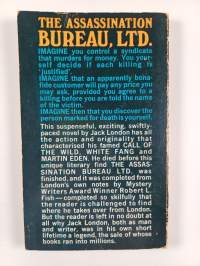 THE ASSASSINATION
BUREAU, LTD.
IMAGINE you control a syndicate
that murders for money. You your-
self decide if each killing is
'justified'.
IMAGINE that an apparently bona-
fide customer will pay any price you
may ask, provided you agree to a
killing before you are told the name
of the victim.
IMAGINE then that you discover the
person marked for death is yourself.
This suspenseful, exciting, swiftly-
paced novel by Jack London has all
the action and originality that
characterised his famed CALL OF
THE WILD, WHITE FANG and
MARTIN EDEN. He died before this
unique literary find THE ASSAS-
SINATION BUREAU LTD. was
finished, and it was completed from
London's own notes by Mystery
Writers Award Winner Robert L.
Fish—completed so skilfully that
the reader is challenged to find
where he takes over from London.
But the reader is left in no doubt at
all why Jack London, both as man
and writer, was in his own short
lifetime a legend, the sale of whose
books ran into millions.